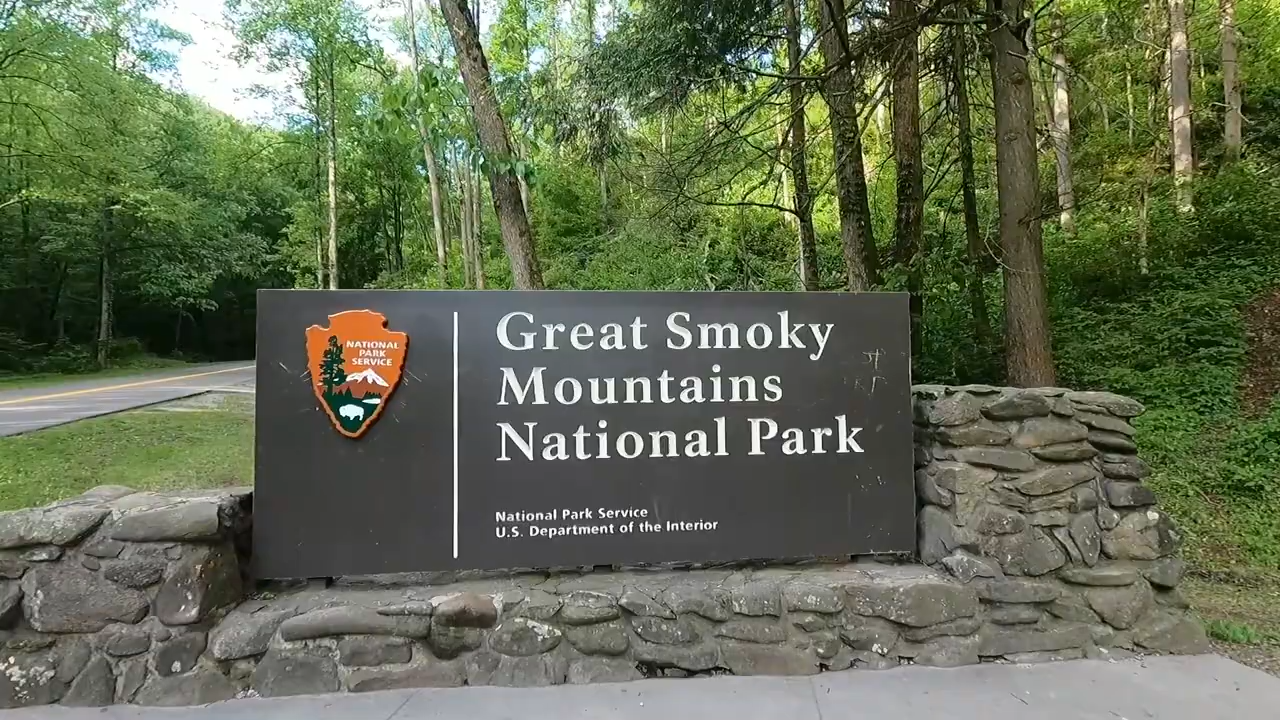 NATIONAL
PARK
SERVICE
Great Smoky
Mountains
National Park
National Park Service
U.S. Department of the Interior